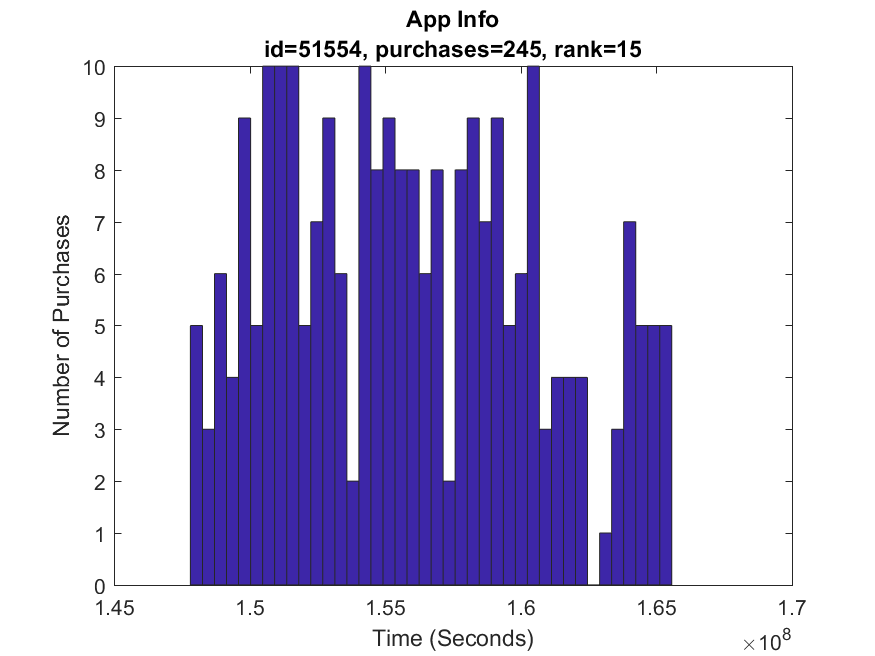 App Info
id=51554, purchases=245, rank=15
10
9
8
7
6
5
4
3
2
1
0
Number of Purchases
1.45 1.5 1.55 1.6 1.65 1.7
Time (Seconds)
×10^8